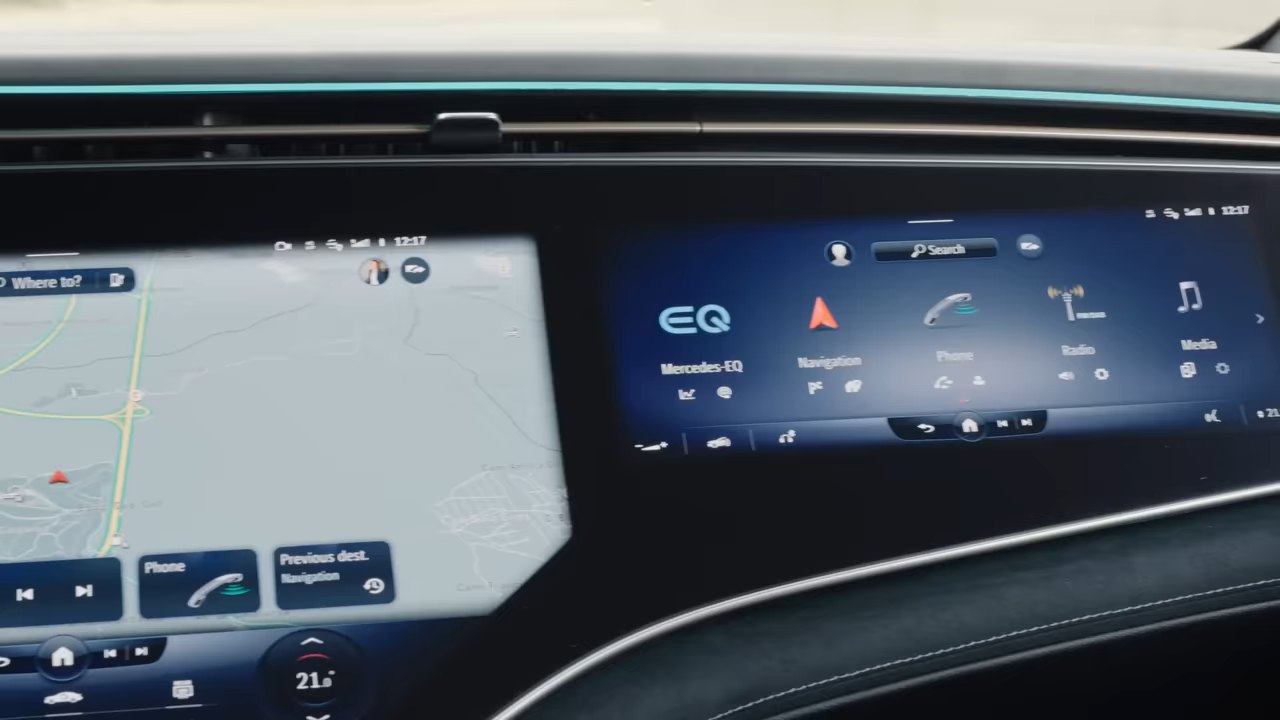 12:17
Where to?
Phone
Previous dest.
Navigation
21.0°
12:17
Search
EQ
Mercedes-EQ
Navigation
Phone
Radio
Media
21